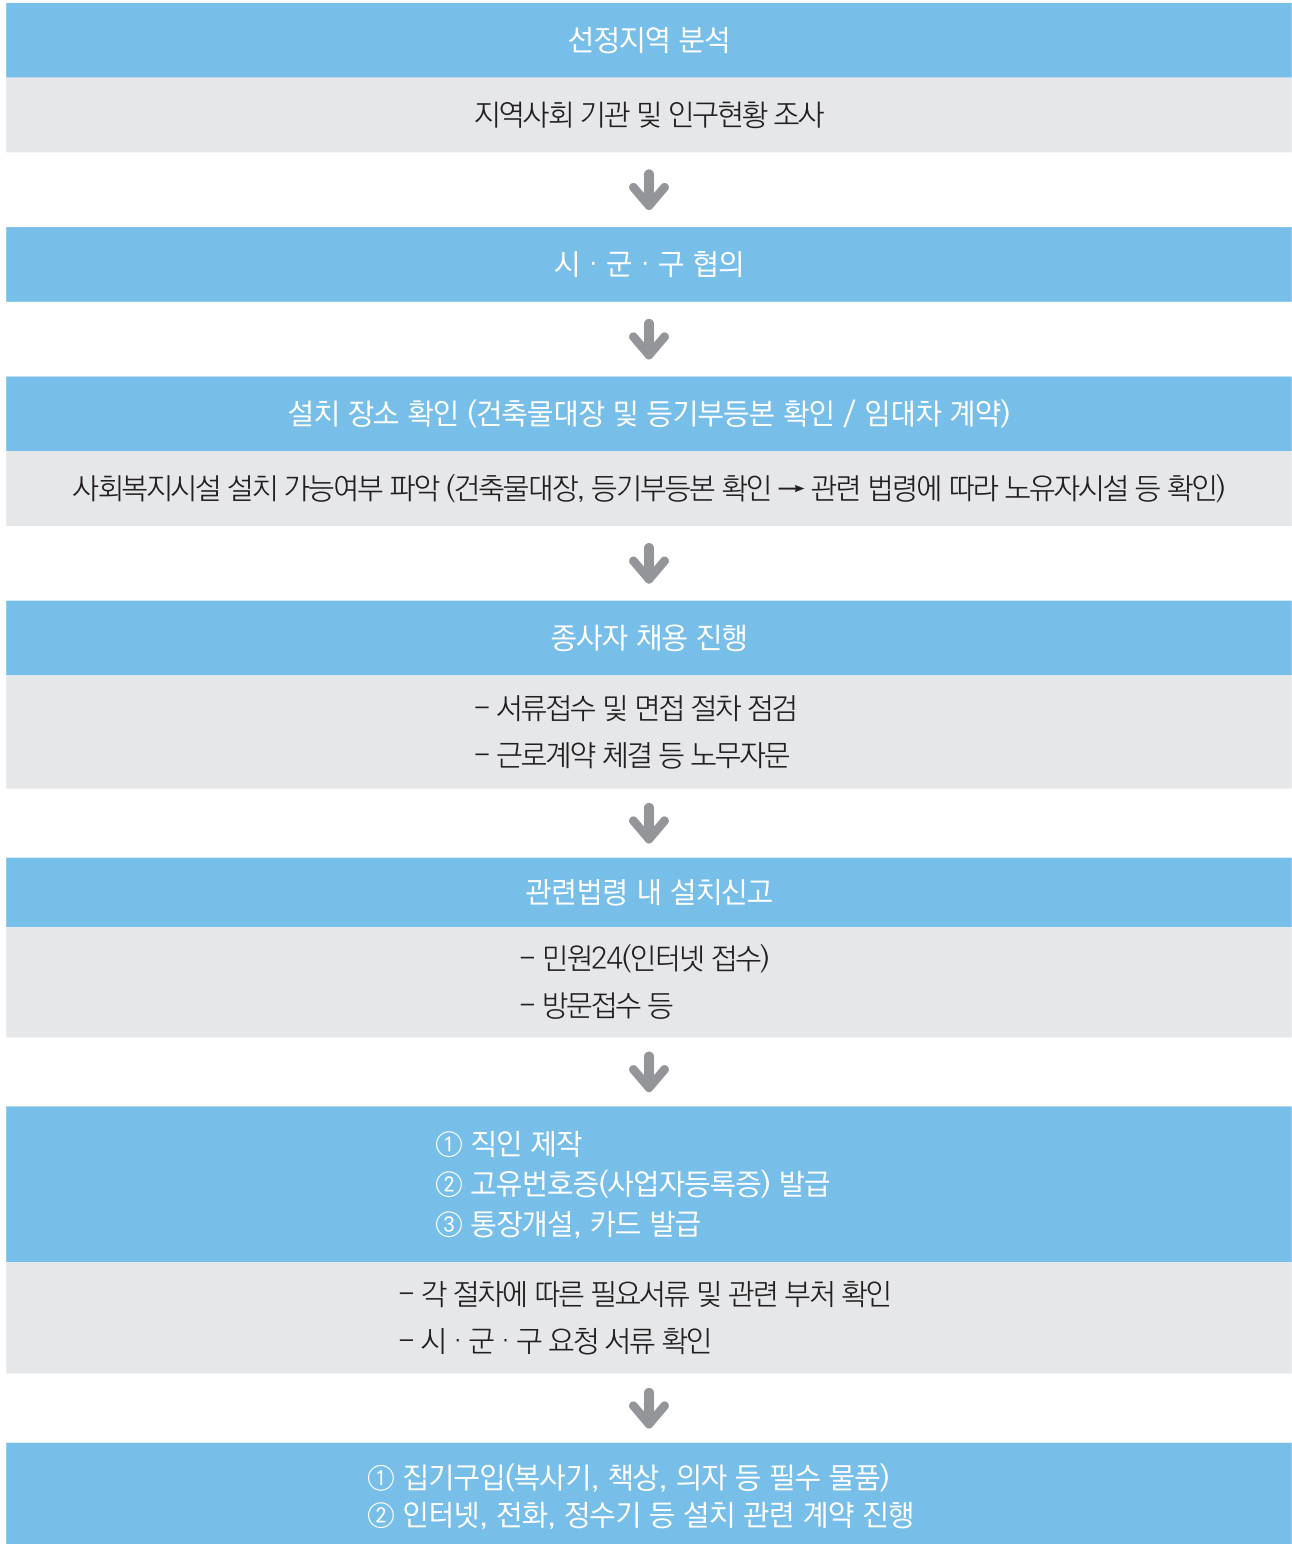 선정지역 분석
지역사회 기관 및 인구현황 조사
시 · 군 · 구 협의
설치 장소 확인 (건축물대장 및 등기부등본 확인 / 임대차 계약)
사회복지시설 설치 가능여부 파악 (건축물대장, 등기부등본 확인 → 관련 법령에 따라 노유자시설 등 확인)
종사자 채용 진행
– 서류접수 및 면접 절차 점검
– 근로계약 체결 등 노무자문
관련법령 내 설치신고
– 민원24(인터넷 접수)
– 방문접수 등
① 직인 제작
② 고유번호증(사업자등록증) 발급
③ 통장개설, 카드 발급
– 각 절차에 따른 필요서류 및 관련 부처 확인
– 시 · 군 · 구 요청 서류 확인
① 집기구입(복사기, 책상, 의자 등 필수 물품)
② 인터넷, 전화, 정수기 등 설치 관련 계약 진행